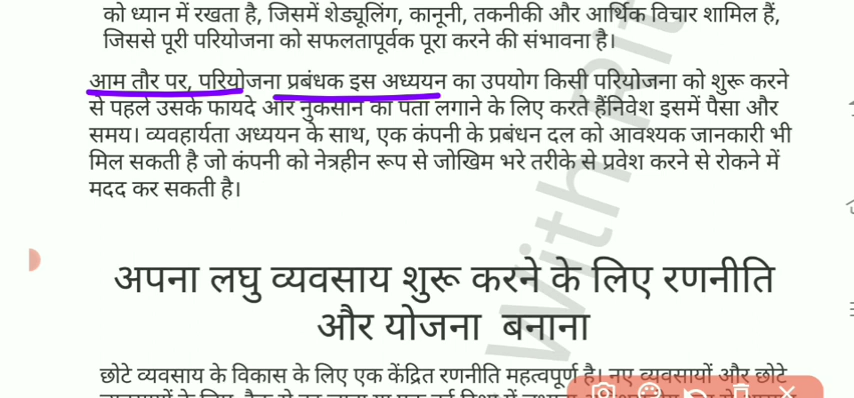 को ध्यान में रखता है, जिसमें शेड्यूलिंग, कानूनी, तकनीकी और आर्थिक विचार शामिल हैं,
जिससे पूरी परियोजना को सफलतापूर्वक पूरा करने की संभावना है।
आम तौर पर, परियोजना प्रबंधक इस अध्ययन का उपयोग किसी परियोजना को शुरू करने
से पहले उसके फायदे और नुकसान का पता लगाने के लिए करते हैंनिवेश इसमें पैसा और
समय। व्यवहार्यता अध्ययन के साथ, एक कंपनी के प्रबंधन दल को आवश्यक जानकारी भी
मिल सकती है जो कंपनी को नेत्रहीन रूप से जोखिम भरे तरीके से प्रवेश करने से रोकने में
मदद कर सकती है।
With Rit
अपना लघु व्यवसाय शुरू करने के लिए रणनीति
और योजना बनाना
छोटे व्यवसाय के विकास के लिए एक केंद्रित रणनीति महत्वपूर्ण है। नए व्यवसायों और छोटे